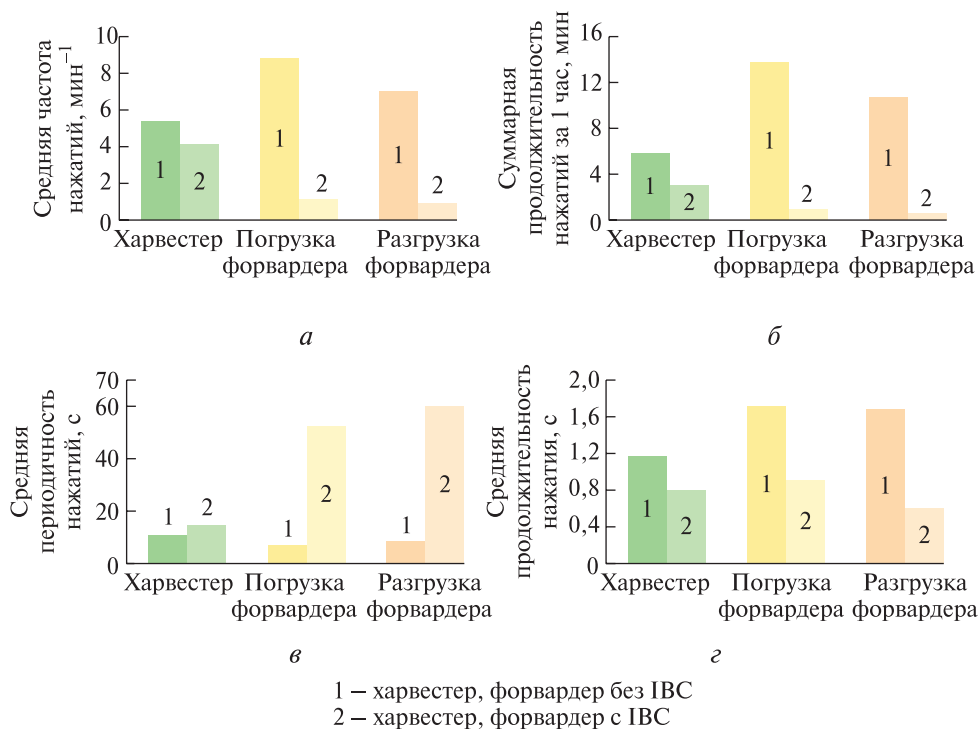 Средняя частота
нажатий, мин⁻¹
10
8
6
4
2
0
1
2
1
2
1
2
Харвестер
Погрузка
форвардера
Разгрузка
форвардера
а
Суммарная
продолжительность
нажатий за 1 час, мин
16
12
8
4
0
1
2
1
2
1
2
Харвестер
Погрузка
форвардера
Разгрузка
форвардера
б
Средняя
периодичность
нажатий, с
70
60
40
20
0
1
2
1
2
1
2
Харвестер
Погрузка
форвардера
Разгрузка
форвардера
в
Средняя
продолжительность
нажатия, с
2,0
1,6
1,2
0,8
0,4
0
1
2
1
2
1
2
Харвестер
Погрузка
форвардера
Разгрузка
форвардера
г
1 – харвестер, форвардер без IBC
2 – харвестер, форвардер с IBC